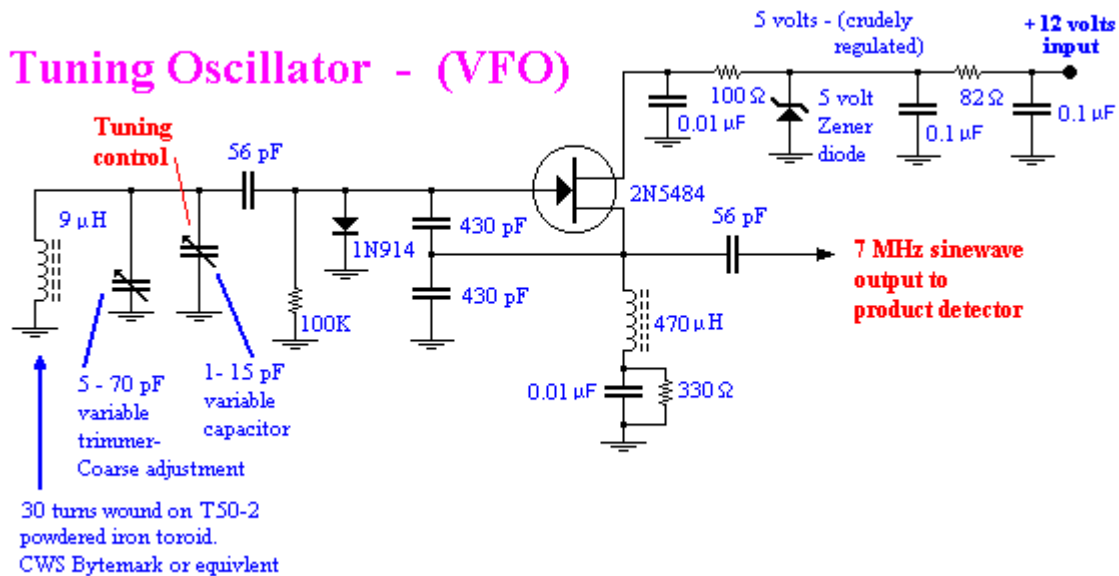 Tuning Oscillator - (VFO)
5 volts - (crudely
regulated)
+12 volts
input
100 Ω
82 Ω
0.01 µF
5 volt
Zener
diode
0.1 µF
0.1 µF
Tuning
control
56 pF
2N5484
9 µH
430 pF
1N914
56 pF
7 MHz sinewave
output to
product detector
430 pF
100K
470 µH
5 - 70 pF
variable
trimmer-
Coarse adjustment
1- 15 pF
variable
capacitor
0.01 µF
330 Ω
30 turns wound on T50-2
powdered iron toroid.
CWS Bytemark or equivlent